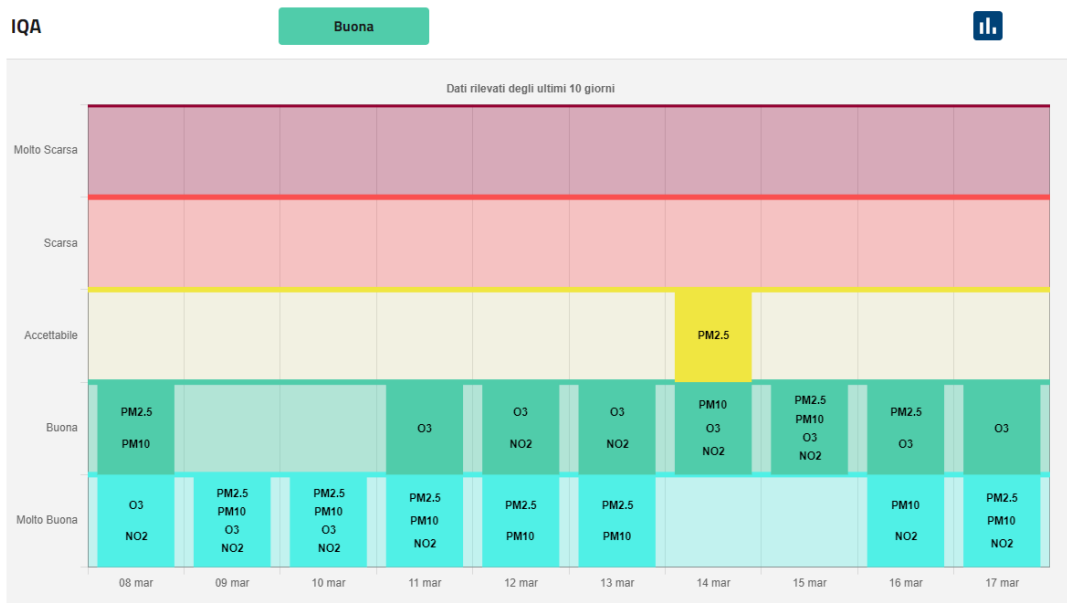 IQA
Buona
Dati rilevati degli ultimi 10 giorni
Molto Scarsa
Scarsa
Accettabile
PM2.5
Buona
PM2.5
PM10
O3
O3
NO2
O3
NO2
PM10
O3
NO2
PM2.5
PM10
O3
NO2
PM2.5
O3
O3
Molto Buona
O3
NO2
PM2.5
PM10
O3
NO2
PM2.5
PM10
O3
NO2
PM2.5
PM10
NO2
PM2.5
PM10
PM2.5
PM10
PM10
NO2
PM2.5
PM10
NO2
08 mar
09 mar
10 mar
11 mar
12 mar
13 mar
14 mar
15 mar
16 mar
17 mar